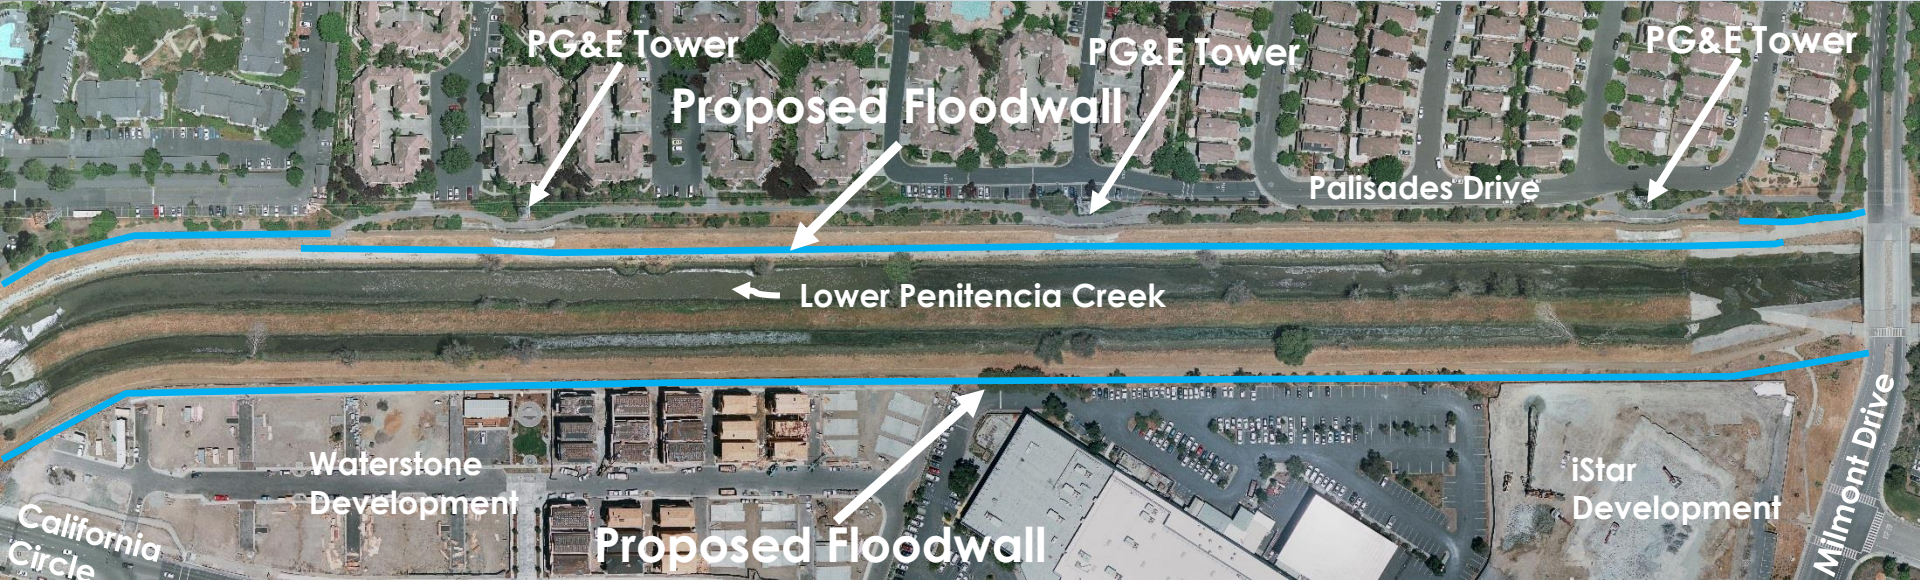 PG&E Tower
PG&E Tower
PG&E Tower
Proposed Floodwall
Palisades Drive
Lower Penitencia Creek
Waterstone
Development
iStar
Development
Milmont Drive
California
Circle
Proposed Floodwall